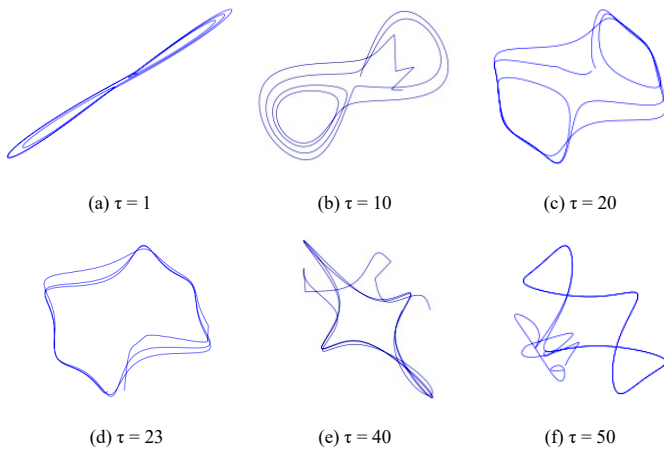 (a) τ = 1
(b) τ = 10
(c) τ = 20
(d) τ = 23
(e) τ = 40
(f) τ = 50